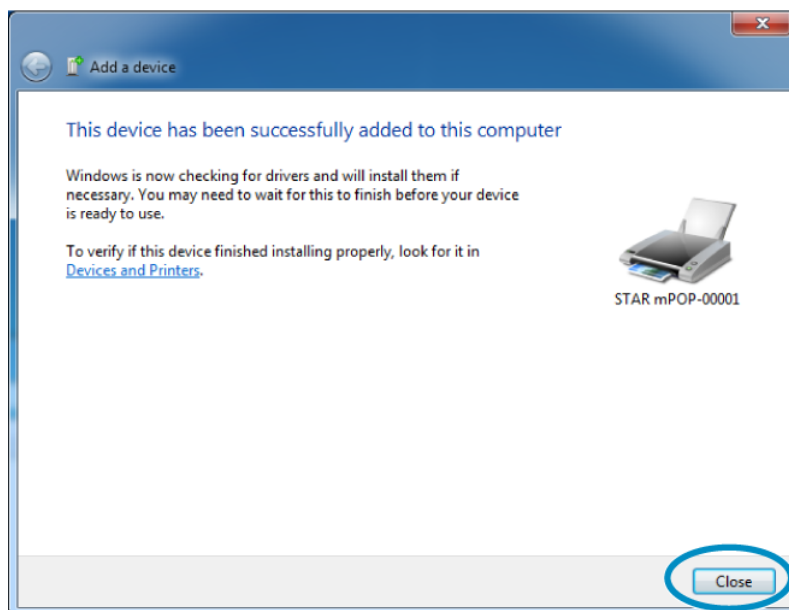 Add a device
This device has been successfully added to this computer
Windows is now checking for drivers and will install them if
necessary. You may need to wait for this to finish before your device
is ready to use.
To verify if this device finished installing properly, look for it in
Devices and Printers.
STAR mPOP-00001
Close